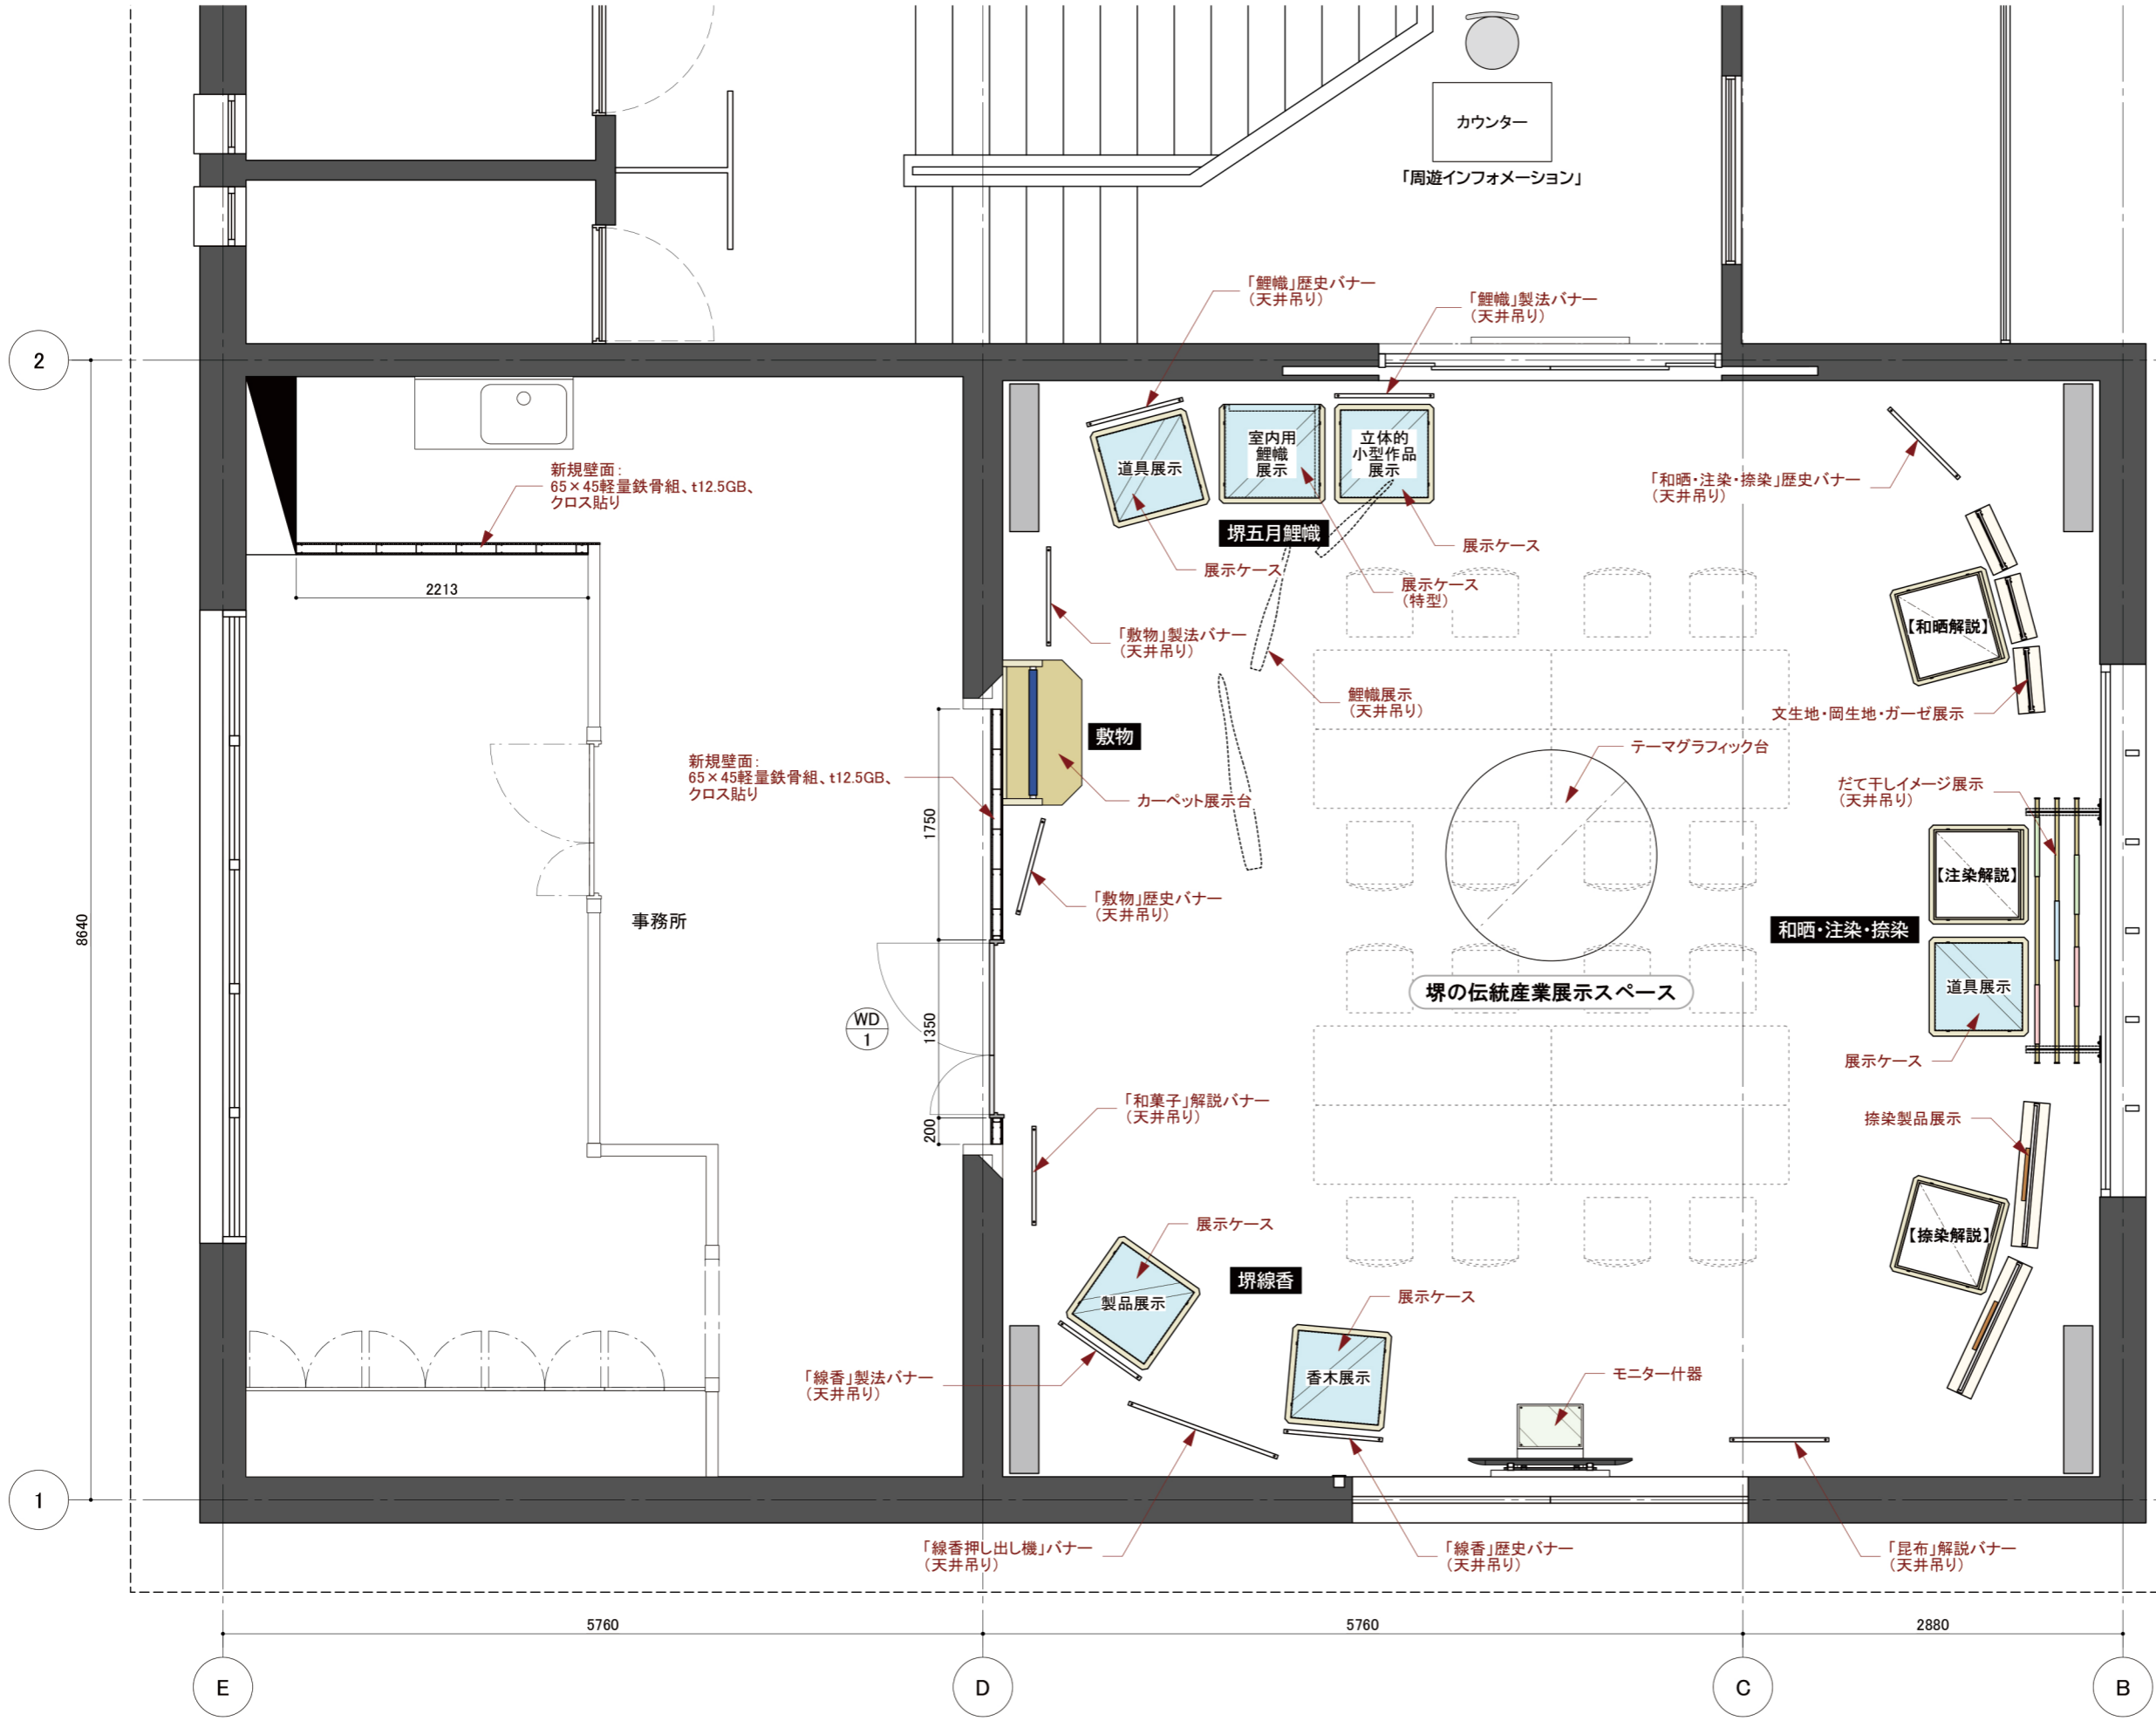 カウンター
「周遊インフォメーション」
「鯉幟」歴史バナー
（天井吊り）
「鯉幟」製法バナー
（天井吊り）
2
道具展示
室内用
鯉幟
展示
立体的
小型作品
展示
新規壁面：
65×45軽量鉄骨組、t12.5GB、
クロス貼り
「和晒・注染・捺染」歴史バナー
（天井吊り）
堺五月鯉幟
展示ケース
展示ケース
展示ケース
（特型）
2213
「敷物」製法バナー
（天井吊り）
【和晒解説】
鯉幟展示
（天井吊り）
文生地・岡生地・ガーゼ展示
敷物
テーマグラフィック台
新規壁面：
65×45軽量鉄骨組、t12.5GB、
クロス貼り
カーペット展示台
だて干しイメージ展示
（天井吊り）
1750
【注染解説】
「敷物」歴史バナー
（天井吊り）
事務所
8640
和晒・注染・捺染
道具展示
堺の伝統産業展示スペース
WD
1
1350
展示ケース
「和菓子」解説バナー
（天井吊り）
200
捺染製品展示
展示ケース
【捺染解説】
堺線香
製品展示
展示ケース
香木展示
「線香」製法バナー
（天井吊り）
モニター什器
1
「線香押し出し機」バナー
（天井吊り）
「線香」歴史バナー
（天井吊り）
「昆布」解説バナー
（天井吊り）
5760
5760
2880
E
D
C
B